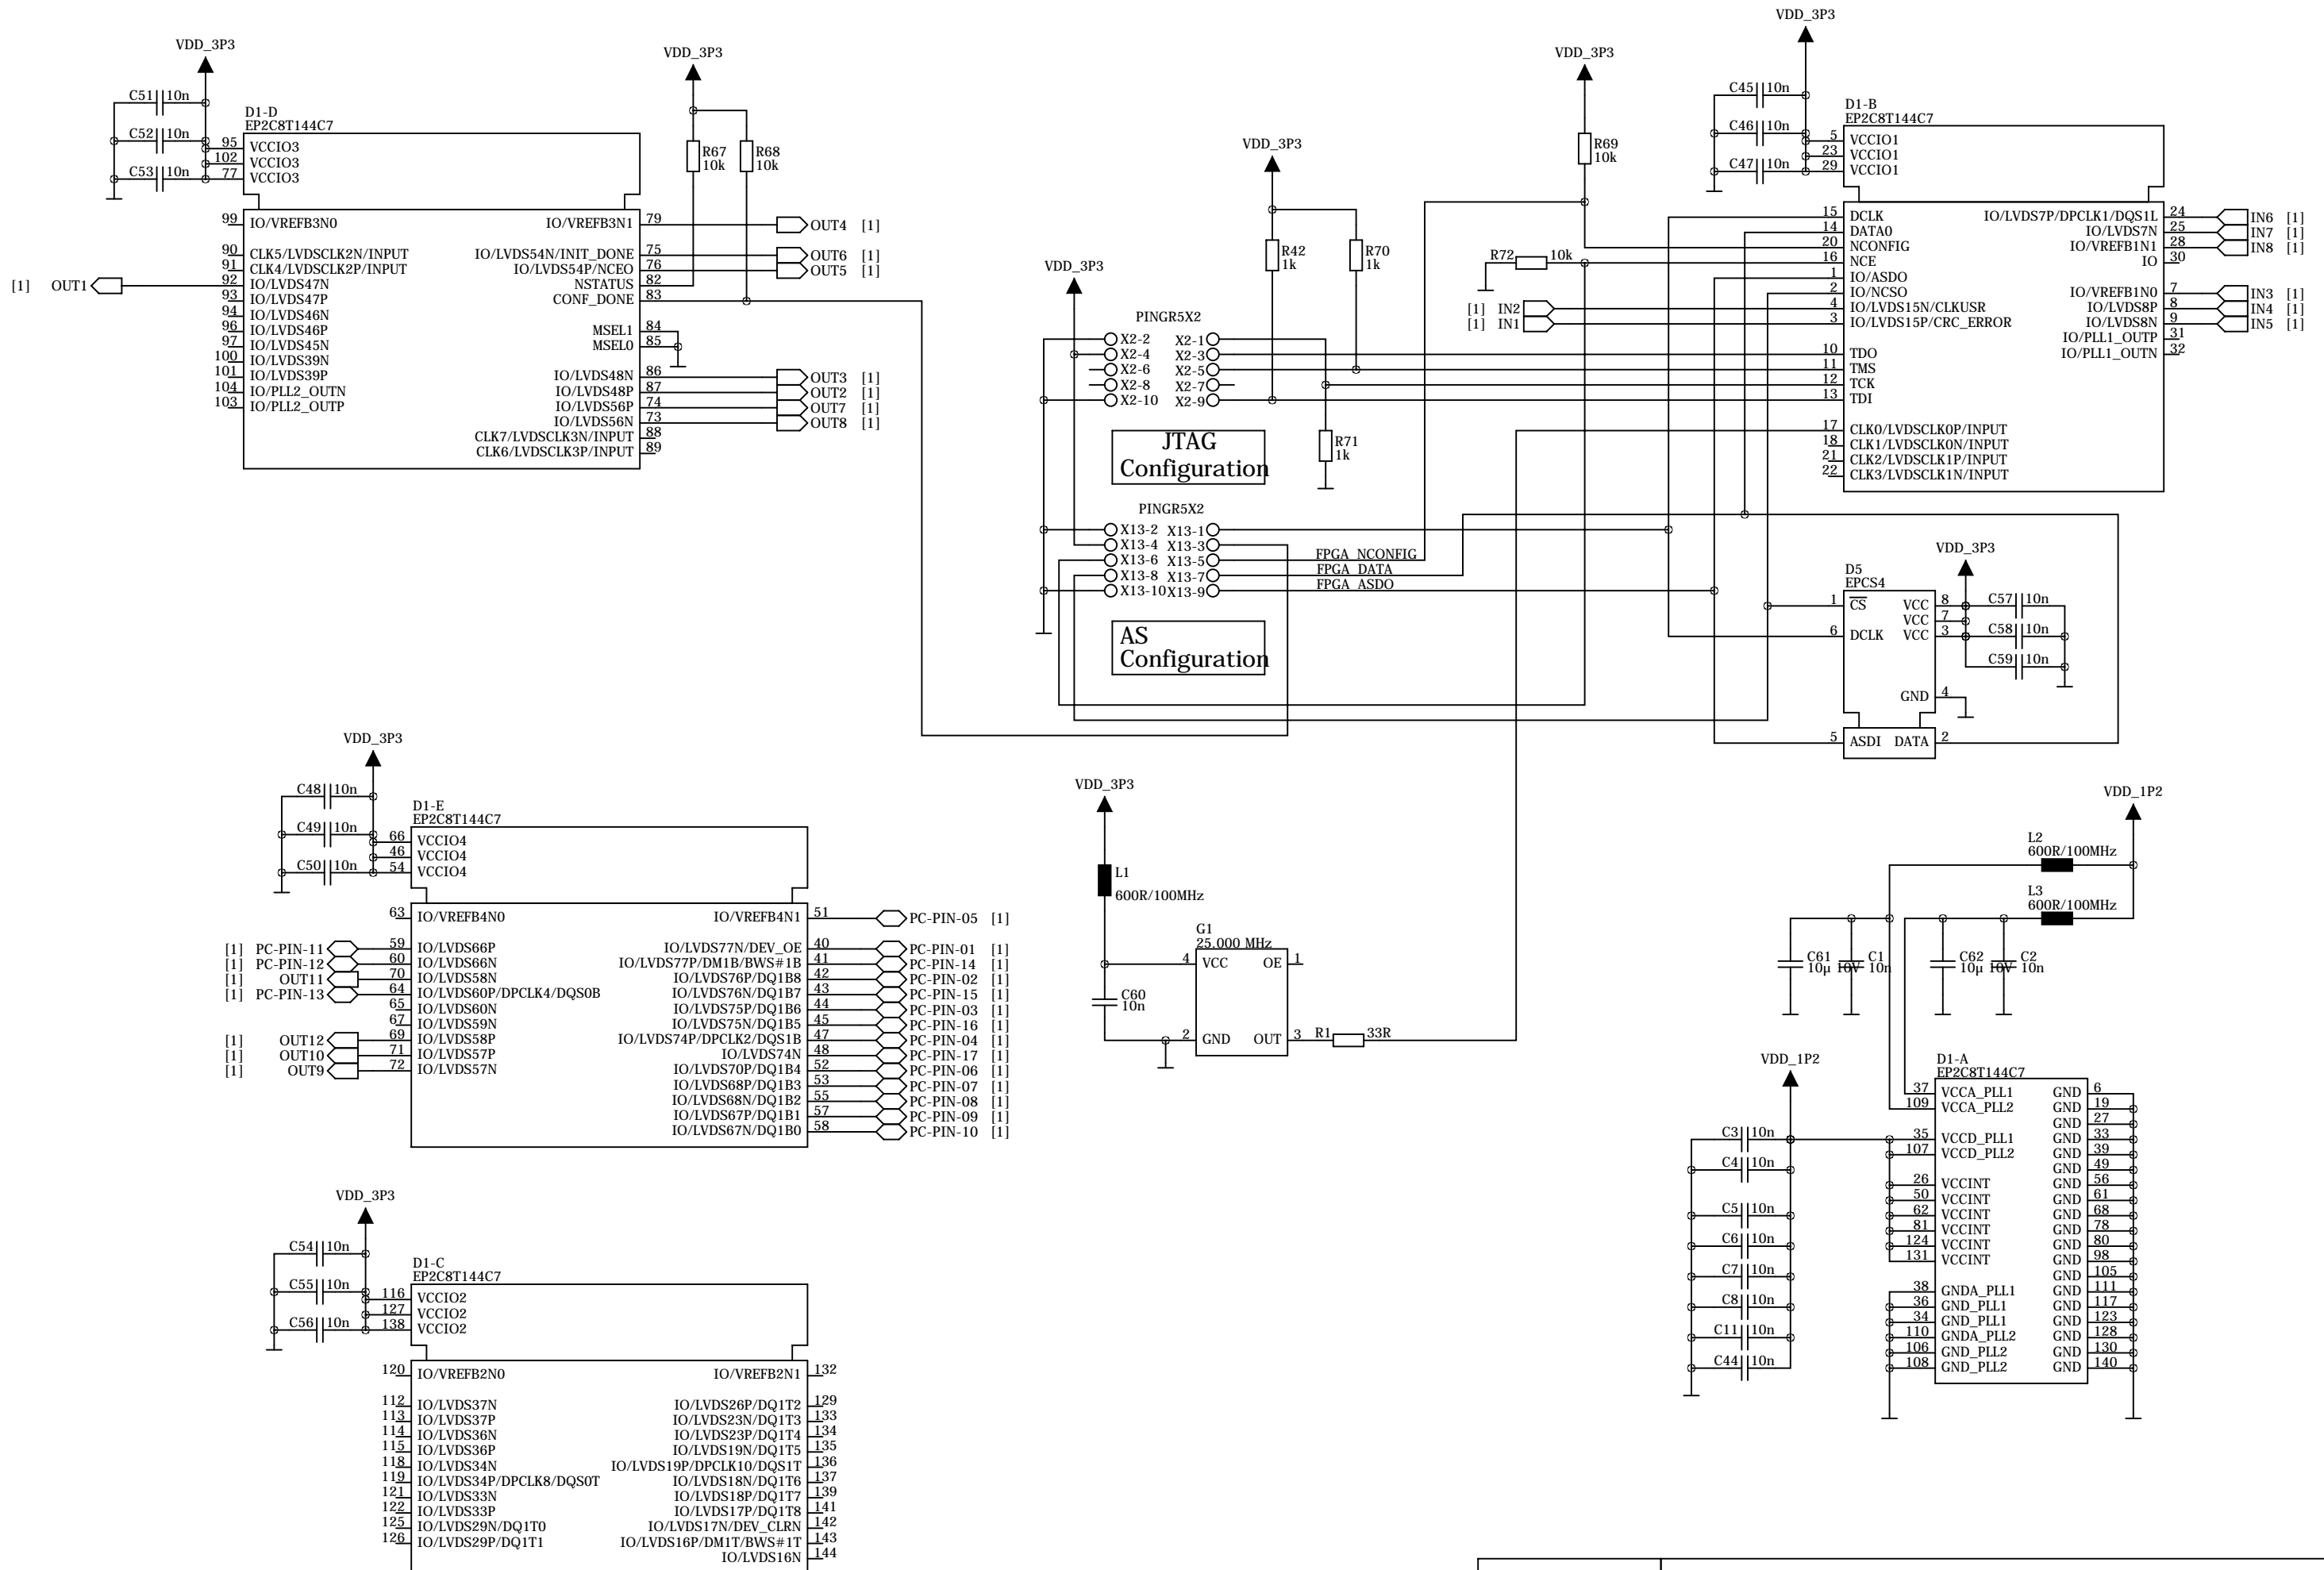 VDD_3P3
C51 10n
C52 10n
C53 10n
D1-D
EP2C8T144C7
95 VCCIO3
102 VCCIO3
77 VCCIO3
99 IO/VREFB3N0
90 CLK5/LVDSCLK2N/INPUT
91 CLK4/LVDSCLK2P/INPUT
[1] OUT1 92 IO/LVDS47N
93 IO/LVDS47P
94 IO/LVDS46N
96 IO/LVDS46P
97 IO/LVDS45N
100 IO/LVDS39N
101 IO/LVDS39P
104 IO/PLL2_OUTN
103 IO/PLL2_OUTP
IO/VREFB3N1 79 OUT4 [1]
IO/LVDS54N/INIT_DONE 75 OUT6 [1]
IO/LVDS54P/NCEO 76 OUT5 [1]
NSTATUS 82
CONF_DONE 83
MSEL1 84
MSEL0 85
IO/LVDS48N 86 OUT3 [1]
IO/LVDS48P 87 OUT2 [1]
IO/LVDS56P 74 OUT7 [1]
IO/LVDS56N 73 OUT8 [1]
CLK7/LVDSCLK3N/INPUT 88
CLK6/LVDSCLK3P/INPUT 89
VDD_3P3
R67 10k
R68 10k
VDD_3P3
PINGR5X2
X2-2 X2-1
X2-4 X2-3
X2-6 X2-5
X2-8 X2-7
X2-10 X2-9
JTAG
Configuration
VDD_3P3
R42 1k
R70 1k
R71 1k
PINGR5X2
X13-2 X13-1
X13-4 X13-3
X13-6 X13-5 FPGA_NCONFIG
X13-8 X13-7 FPGA_DATA
X13-10 X13-9 FPGA_ASDO
AS
Configuration
VDD_3P3
R69 10k
R72 10k
[1] IN2
[1] IN1
VDD_3P3
C45 10n
C46 10n
C47 10n
D1-B
EP2C8T144C7
5 VCCIO1
23 VCCIO1
29 VCCIO1
15 DCLK
14 DATA0
20 NCONFIG
16 NCE
1 IO/ASDO
2 IO/NCSO
4 IO/LVDS15N/CLKUSR
3 IO/LVDS15P/CRC_ERROR
10 TDO
11 TMS
12 TCK
13 TDI
17 CLK0/LVDSCLK0P/INPUT
18 CLK1/LVDSCLK0N/INPUT
21 CLK2/LVDSCLK1P/INPUT
22 CLK3/LVDSCLK1N/INPUT
IO/LVDS7P/DPCLK1/DQS1L 24 IN6 [1]
IO/LVDS7N 25 IN7 [1]
IO/VREFB1N1 28 IN8 [1]
IO 30
IO/VREFB1N0 7 IN3 [1]
IO/LVDS8P 8 IN4 [1]
IO/LVDS8N 9 IN5 [1]
IO/PLL1_OUTP 31
IO/PLL1_OUTN 32
VDD_3P3
D5
EPCS4
1 CS VCC 8 C57 10n
VCC 7
6 DCLK VCC 3 C58 10n
C59 10n
GND 4
5 ASDI DATA 2
VDD_3P3
C48 10n
C49 10n
C50 10n
D1-E
EP2C8T144C7
66 VCCIO4
46 VCCIO4
54 VCCIO4
63 IO/VREFB4N0
[1] PC-PIN-11 59 IO/LVDS66P
[1] PC-PIN-12 60 IO/LVDS66N
[1] OUT11 70 IO/LVDS58N
[1] PC-PIN-13 64 IO/LVDS60P/DPCLK4/DQS0B
65 IO/LVDS60N
67 IO/LVDS59N
[1] OUT12 69 IO/LVDS58P
[1] OUT10 71 IO/LVDS57P
[1] OUT9 72 IO/LVDS57N
IO/VREFB4N1 51 PC-PIN-05 [1]
IO/LVDS77N/DEV_OE 40 PC-PIN-01 [1]
IO/LVDS77P/DM1B/BWS#1B 41 PC-PIN-14 [1]
IO/LVDS76P/DQ1B8 42 PC-PIN-02 [1]
IO/LVDS76N/DQ1B7 43 PC-PIN-15 [1]
IO/LVDS75P/DQ1B6 44 PC-PIN-03 [1]
IO/LVDS75N/DQ1B5 45 PC-PIN-16 [1]
IO/LVDS74P/DPCLK2/DQS1B 47 PC-PIN-04 [1]
IO/LVDS74N 48 PC-PIN-17 [1]
IO/LVDS70P/DQ1B4 52 PC-PIN-06 [1]
IO/LVDS68P/DQ1B3 53 PC-PIN-07 [1]
IO/LVDS68N/DQ1B2 55 PC-PIN-08 [1]
IO/LVDS67P/DQ1B1 57 PC-PIN-09 [1]
IO/LVDS67N/DQ1B0 58 PC-PIN-10 [1]
VDD_3P3
L1
600R/100MHz
C60 10n
G1
25.000 MHz
4 VCC OE 1
2 GND OUT 3 R1 33R
VDD_1P2
L2
600R/100MHz
L3
600R/100MHz
C61 10µ 10V
C1 10n
C62 10µ 10V
C2 10n
VDD_1P2
C3 10n
C4 10n
C5 10n
C6 10n
C7 10n
C8 10n
C11 10n
C44 10n
D1-A
EP2C8T144C7
37 VCCA_PLL1 GND 6
109 VCCA_PLL2 GND 19
GND 27
35 VCCD_PLL1 GND 33
107 VCCD_PLL2 GND 39
GND 49
26 VCCINT GND 56
50 VCCINT GND 61
62 VCCINT GND 68
81 VCCINT GND 78
124 VCCINT GND 80
131 VCCINT GND 98
GND 105
38 GNDA_PLL1 GND 111
36 GND_PLL1 GND 117
34 GND_PLL1 GND 123
110 GNDA_PLL2 GND 128
106 GND_PLL2 GND 130
108 GND_PLL2 GND 140
VDD_3P3
C54 10n
C55 10n
C56 10n
D1-C
EP2C8T144C7
116 VCCIO2
127 VCCIO2
138 VCCIO2
120 IO/VREFB2N0 IO/VREFB2N1 132
112 IO/LVDS37N IO/LVDS26P/DQ1T2 129
113 IO/LVDS37P IO/LVDS23N/DQ1T3 133
114 IO/LVDS36N IO/LVDS23P/DQ1T4 134
115 IO/LVDS36P IO/LVDS19N/DQ1T5 135
118 IO/LVDS34N IO/LVDS19P/DPCLK10/DQS1T 136
119 IO/LVDS34P/DPCLK8/DQS0T IO/LVDS18N/DQ1T6 137
121 IO/LVDS33N IO/LVDS18P/DQ1T7 139
122 IO/LVDS33P IO/LVDS17P/DQ1T8 141
125 IO/LVDS29N/DQ1T0 IO/LVDS17N/DEV_CLRN 142
126 IO/LVDS29P/DQ1T1 IO/LVDS16P/DM1T/BWS#1T 143
IO/LVDS16N 144